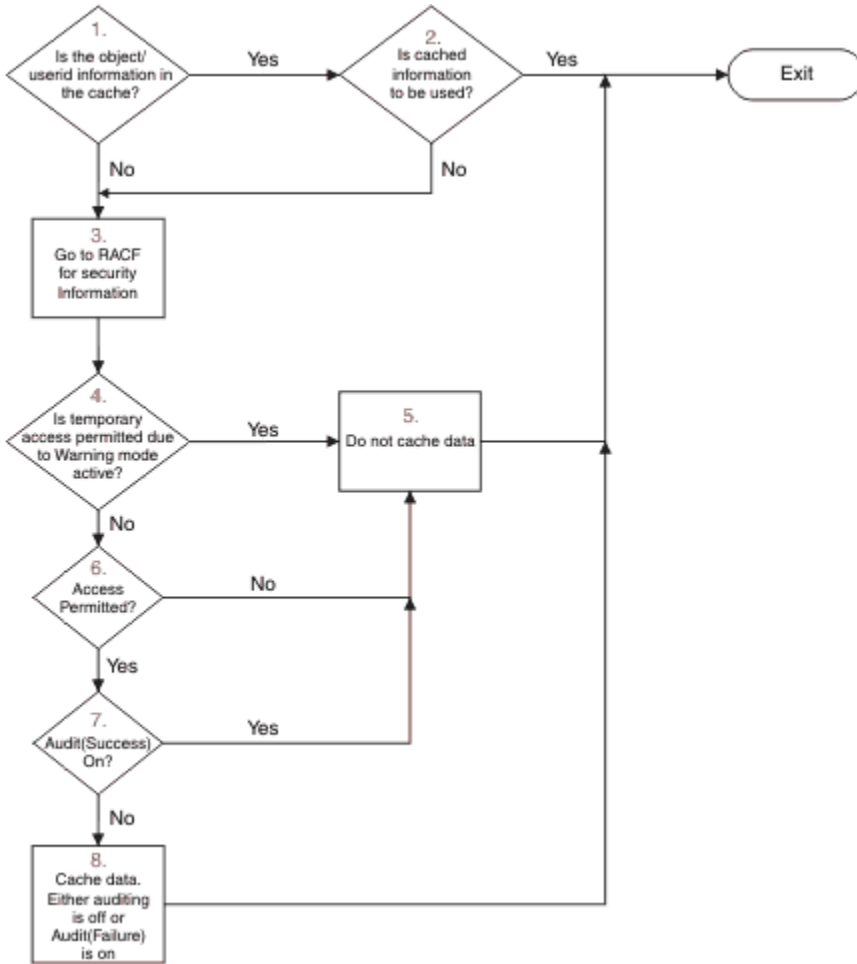 1.
Is the object/
userid information in
the cache?
Yes
2.
Is cached
information
to be used?
Yes
Exit
No
No
3.
Go to RACF
for security
Information
4.
Is temporary
access permitted due
to Warning mode
active?
Yes
5.
Do not cache data
No
6.
Access
Permitted?
No
Yes
7.
Audit(Success)
On?
Yes
No
8.
Cache data.
Either auditing
is off or
Audit(Failure)
is on